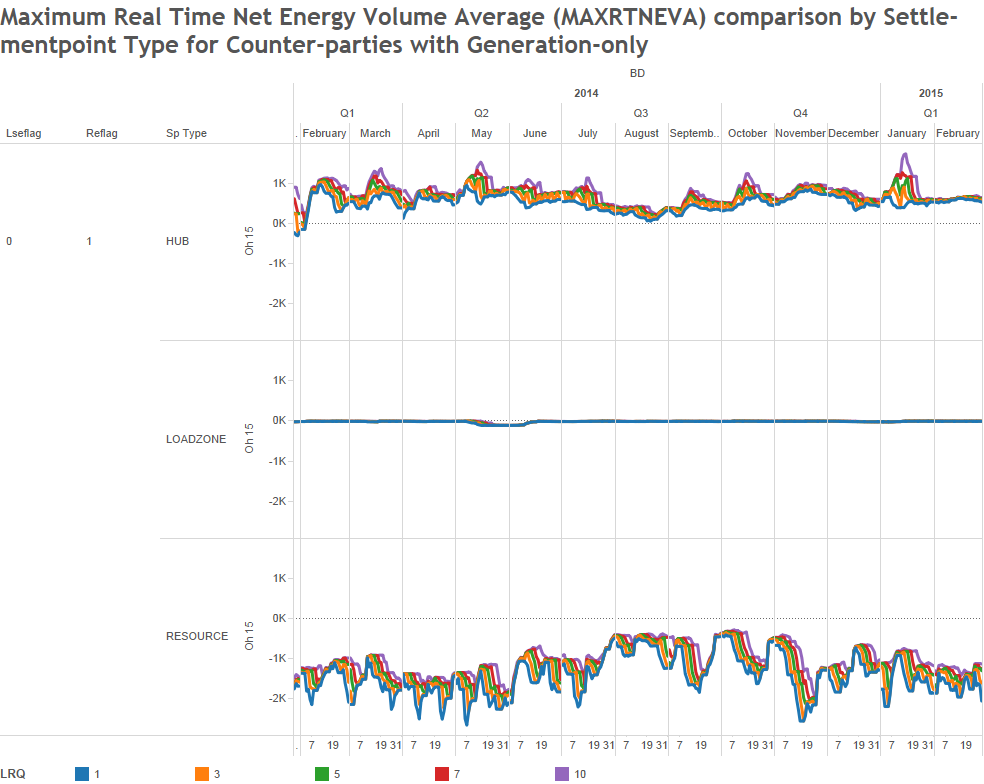 Maximum Real Time Net Energy Volume Average (MAXRTNEVA) comparison by Settle-
mentpoint Type for Counter-parties with Generation-only
BD
2014 2015
Q1 Q2 Q3 Q4 Q1
Lseflag Reflag Sp Type . February March April May June July August Septemb.. October November December January February
1K
0K
0 1 HUB Oh 15
-1K
-2K
1K
0K
LOADZONE Oh 15
-1K
-2K
1K
0K
RESOURCE Oh 15
-1K
-2K
. 7 19 19 31 7 19 19 31 7 19 7 19 31 7 19 31 7 19 19 31 7 19 7 19 31 7 19
LRQ 1 3 5 7 10